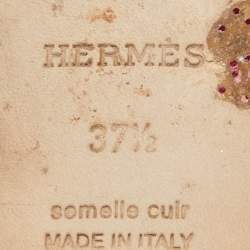 HERMÈS
37½
semelle cuir
MADE IN ITALY